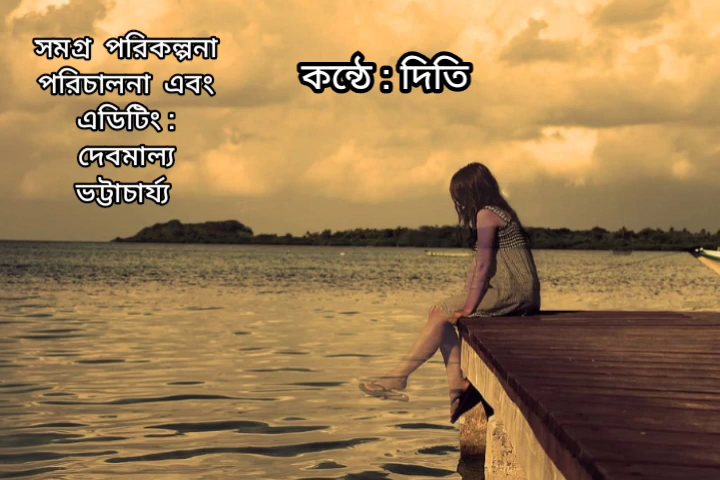 সমগ্র পরিকল্পনা
পরিচালনা এবং
এডিটিং :
দেবমাল্য
ভট্টাচার্য্য
কন্ঠে : দিতি